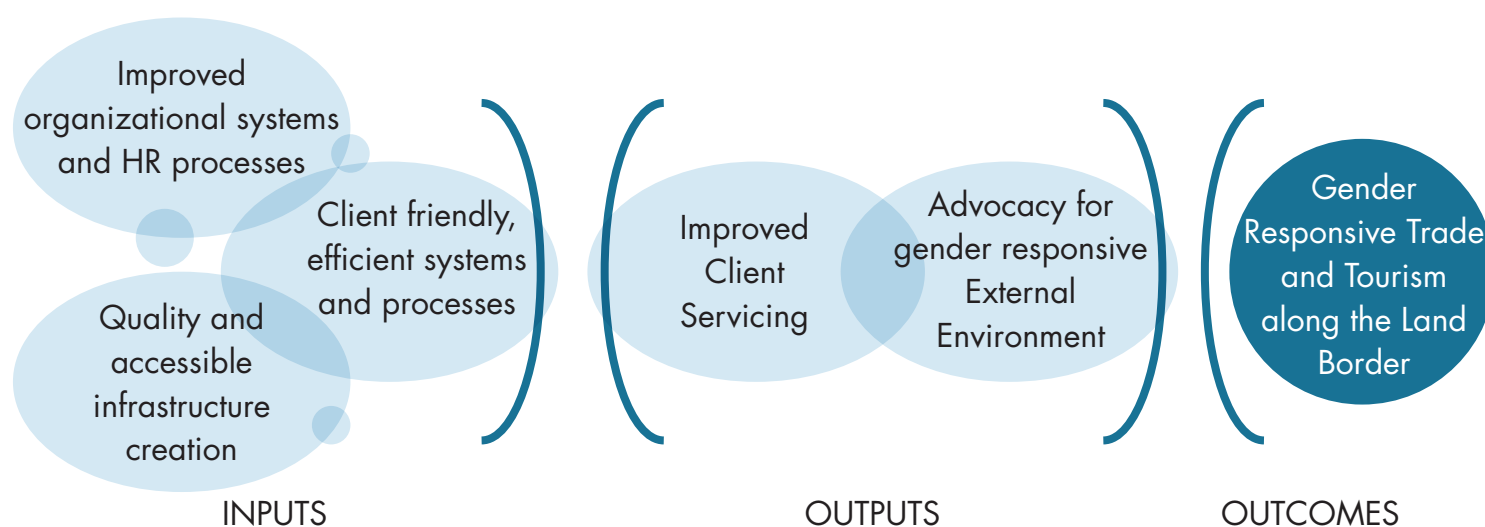 Improved
organizational systems
and HR processes
Client friendly,
efficient systems
and processes
Quality and
accessible
infrastructure
creation
INPUTS
Improved
Client
Servicing
Advocacy for
gender responsive
External
Environment
OUTPUTS
Gender
Responsive Trade
and Tourism
along the Land
Border
OUTCOMES